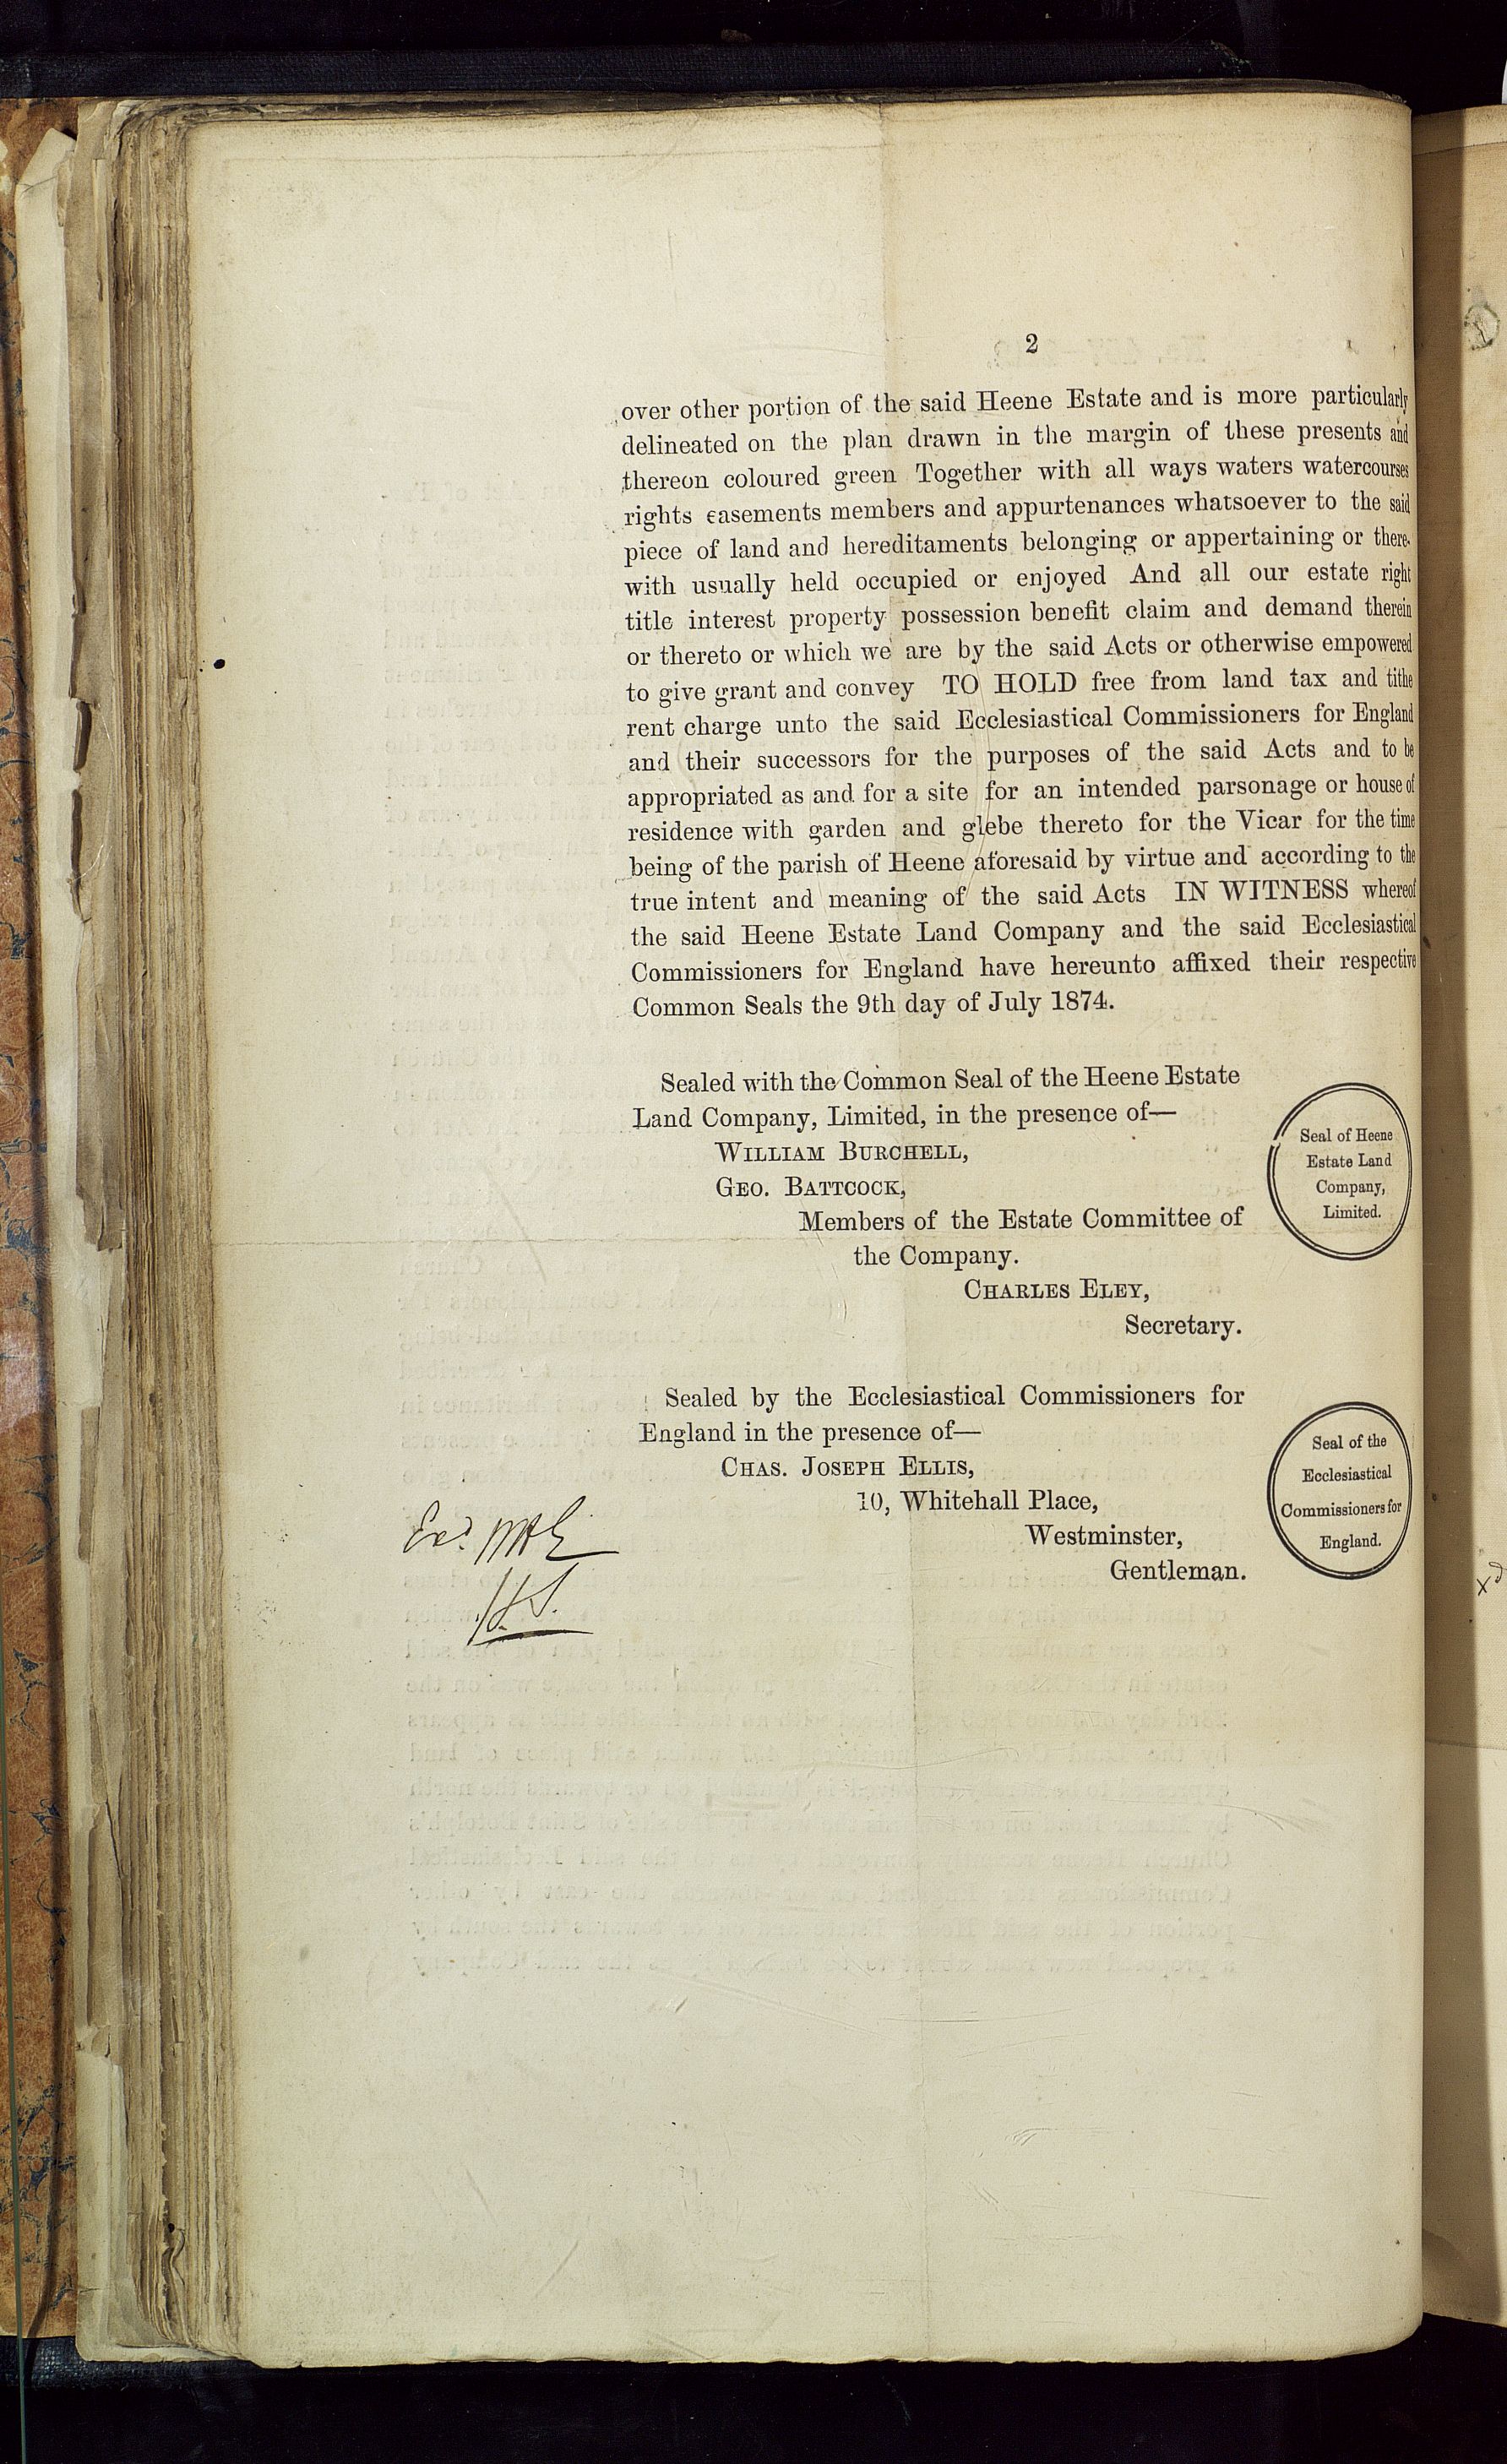 2
over other portion of the said Heene Estate and is more particularly
delineated on the plan drawn in the margin of these presents and
thereon coloured green Together with all ways waters watercourses
rights easements members and appurtenances whatsoever to the said
piece of land and hereditaments belonging or appertaining or there-
with usually held occupied or enjoyed And all our estate right
title interest property possession benefit claim and demand therein
or thereto or which we are by the said Acts or otherwise empowered
to give grant and convey TO HOLD free from land tax and tithe
rent charge unto the said Ecclesiastical Commissioners for England
and their successors for the purposes of the said Acts and to be
appropriated as and for a site for an intended parsonage or house of
residence with garden and glebe thereto for the Vicar for the time
being of the parish of Heene aforesaid by virtue and according to the
true intent and meaning of the said Acts IN WITNESS whereof
the said Heene Estate Land Company and the said Ecclesiastical
Commissioners for England have hereunto affixed their respective
Common Seals the 9th day of July 1874.
Sealed with the Common Seal of the Heene Estate
Land Company, Limited, in the presence of—
WILLIAM BURCHELL,
GEO. BATTCOCK,
Members of the Estate Committee of
the Company.
CHARLES ELEY,
Secretary.
Seal of Heene
Estate Land
Company,
Limited.
Sealed by the Ecclesiastical Commissioners for
England in the presence of—
CHAS. JOSEPH ELLIS,
10, Whitehall Place,
Westminster,
Gentleman.
Seal of the
Ecclesiastical
Commissioners for
England.